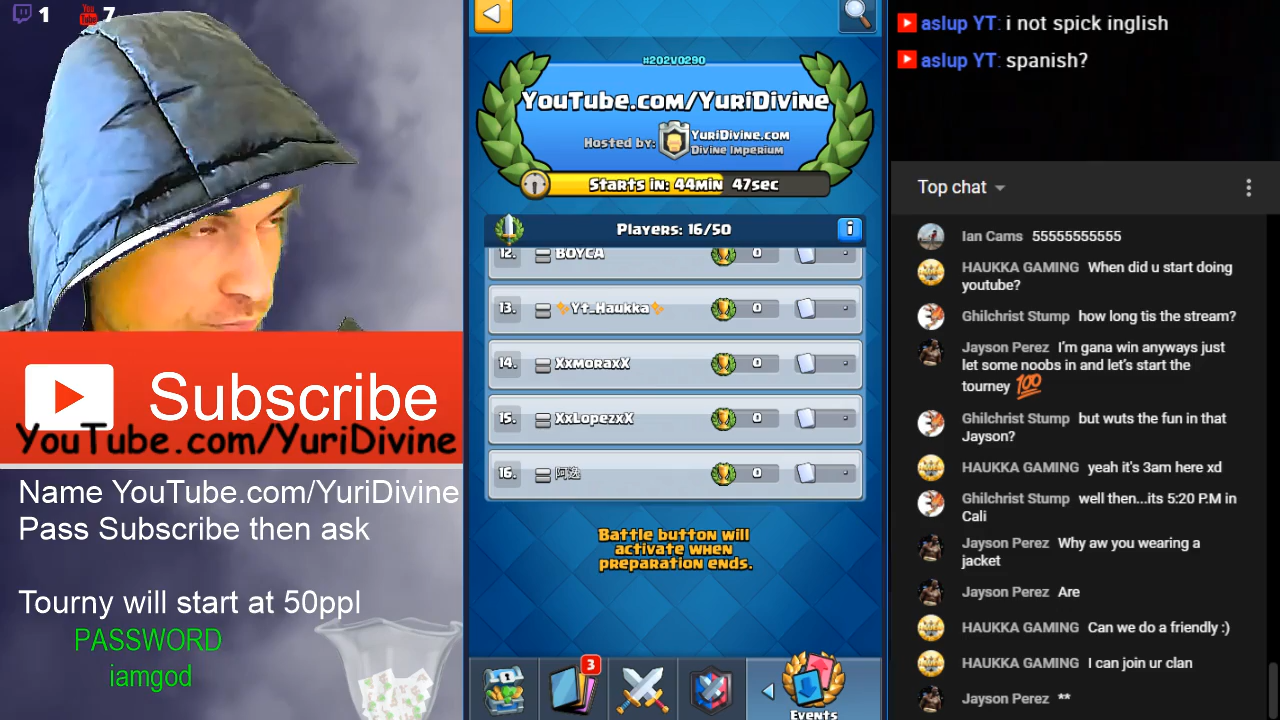 1
7
Subscribe
YouTube.com/YuriDivine
Name YouTube.com/YuriDivine
Pass Subscribe then ask
Tourny will start at 50ppl
PASSWORD
iamgod
#202V0290
YouTube.com/YuriDivine
Hosted by:
YuriDivine.com
Divine Imperium
Starts in: 44min 47sec
Players: 16/50
i
12. BOYCA 0 -
13. ✨Yt_Haukka✨ 0 -
14. XxmoraxX 0 -
15. XxLopezxX 0 -
16. 阿逸 0 -
Battle button will
activate when
preparation ends.
1
3
Events
aslup YT: i not spick inglish
aslup YT: spanish?
Top chat
Ian Cams 55555555555
HAUKKA GAMING When did u start doing
youtube?
Ghilchrist Stump how long tis the stream?
Jayson Perez I'm gana win anyways just
let some noobs in and let's start the
tourney 💯
Ghilchrist Stump but wuts the fun in that
Jayson?
HAUKKA GAMING yeah it's 3am here xd
Ghilchrist Stump well then...its 5:20 P.M in
Cali
Jayson Perez Why aw you wearing a
jacket
Jayson Perez Are
HAUKKA GAMING Can we do a friendly :)
HAUKKA GAMING I can join ur clan
Jayson Perez **